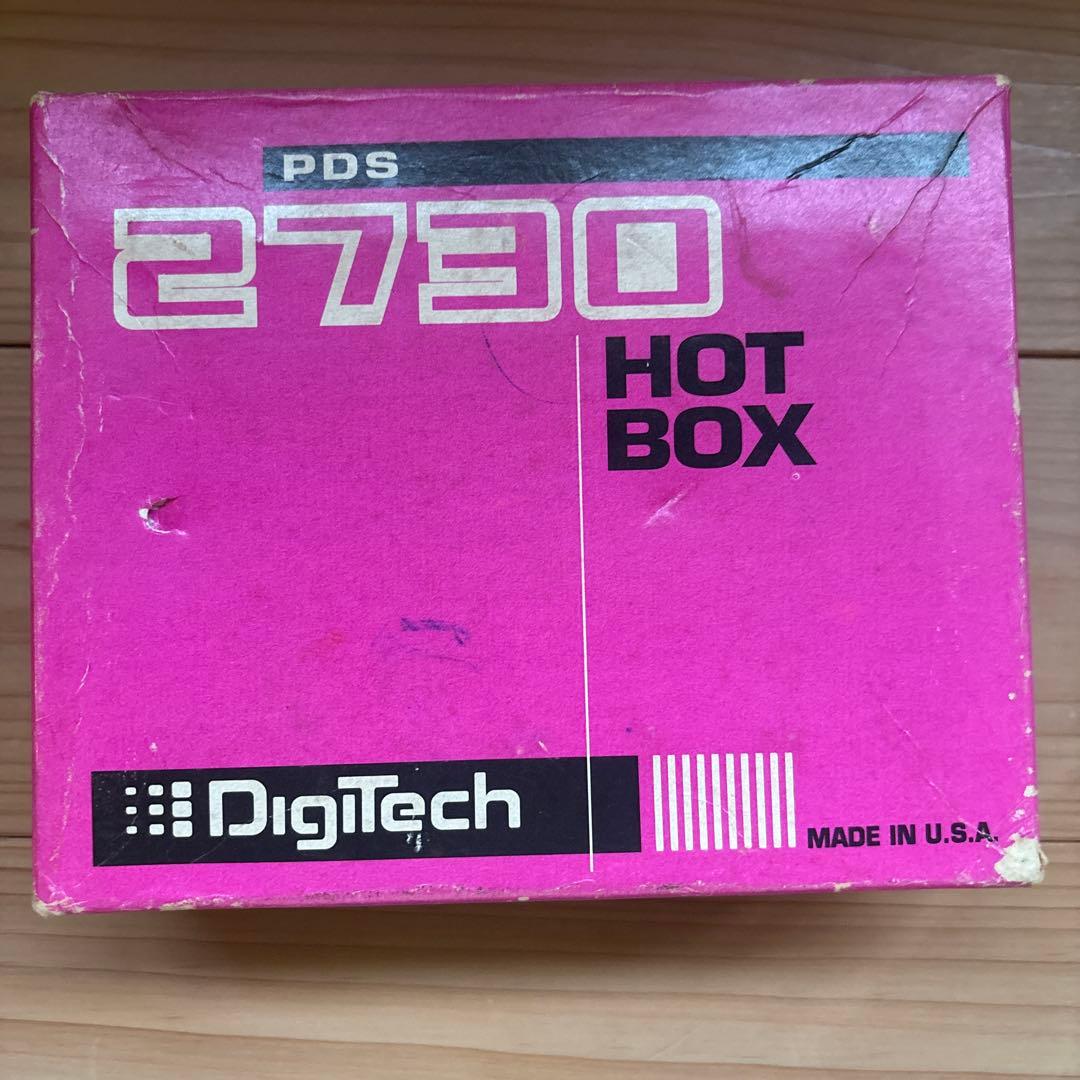 PDS
2730
HOT
BOX
DigiTech
MADE IN U.S.A.